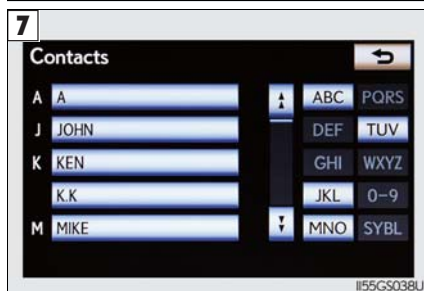 7
Contacts
A A ABC PQRS
J JOHN DEF TUV
K KEN GHI WXYZ
K.K JKL 0-9
M MIKE MNO SYBL
II55GS038U